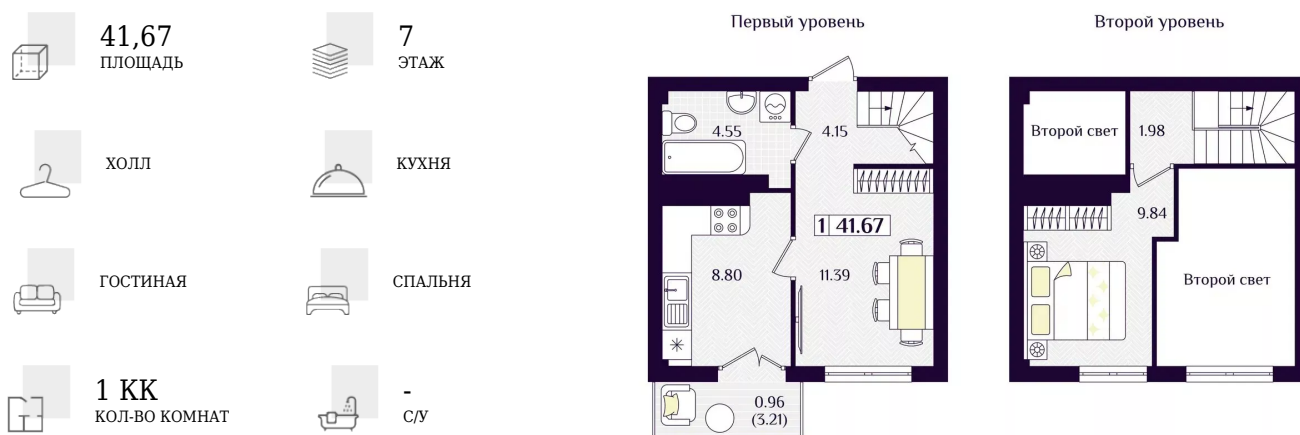 41,67
ПЛОЩАДЬ
7
ЭТАЖ
ХОЛЛ
КУХНЯ
ГОСТИНАЯ
СПАЛЬНЯ
1 КК
КОЛ-ВО КОМНАТ
-
С/У
Первый уровень
4.55
4.15
1 41.67
8.80
11.39
0.96
(3.21)
Второй уровень
Второй свет
1.98
9.84
Второй свет